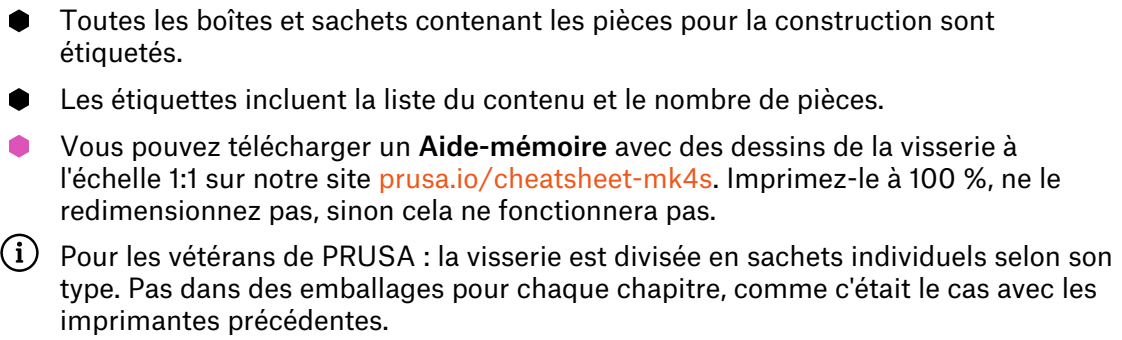 Toutes les boîtes et sachets contenant les pièces pour la construction sont
étiquetés.
Les étiquettes incluent la liste du contenu et le nombre de pièces.
Vous pouvez télécharger un Aide-mémoire avec des dessins de la visserie à
l'échelle 1:1 sur notre site prusa.io/cheatsheet-mk4s. Imprimez-le à 100 %, ne le
redimensionnez pas, sinon cela ne fonctionnera pas.
Pour les vétérans de PRUSA : la visserie est divisée en sachets individuels selon son
type. Pas dans des emballages pour chaque chapitre, comme c'était le cas avec les
imprimantes précédentes.